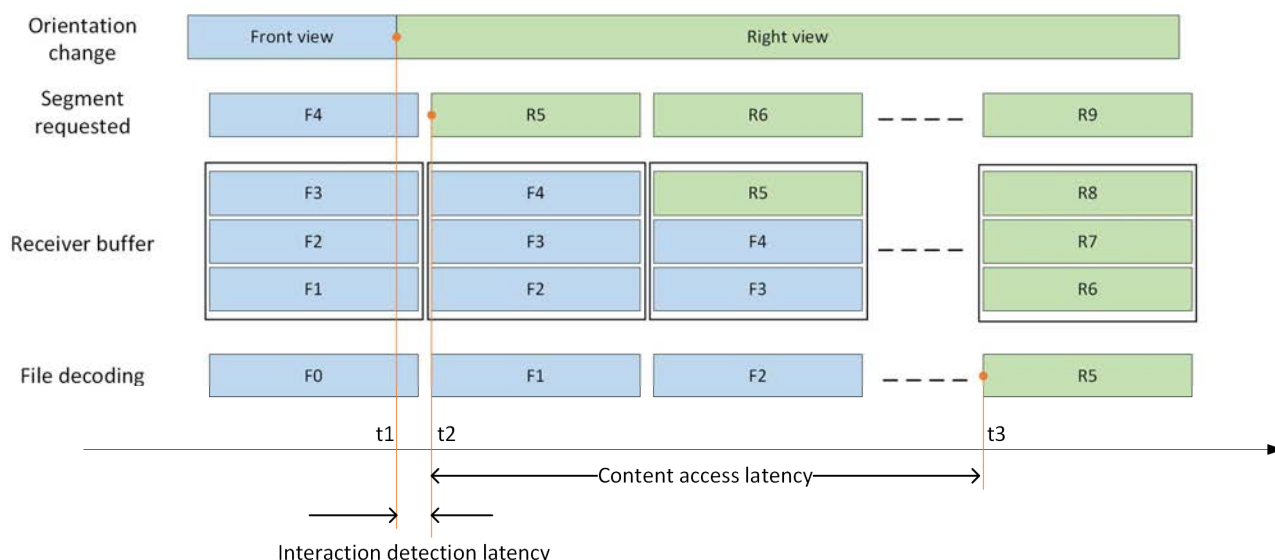 Orientation
change
Front view
Right view
Segment
requested
F4
R5
R6
R9
Receiver buffer
F3
F4
R5
R8
F2
F3
F4
R7
F1
F2
F3
R6
File decoding
F0
F1
F2
R5
t1
t2
t3
Content access latency
Interaction detection latency